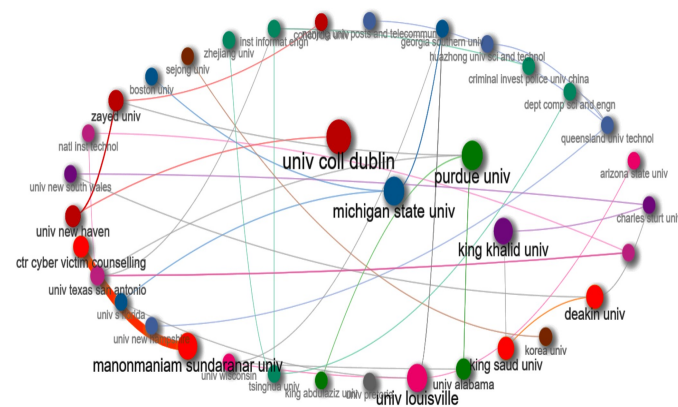 nanjing univ posts and telecommun
georgia southern univ
inst informat engn
zhejiang univ
huazhong univ sci and technol
sejong univ
criminal invest police univ china
boston univ
dept comp sci and engn
zayed univ
queensland univ technol
natl inst technol
univ coll dublin
arizona state univ
purdue univ
univ new south wales
michigan state univ
charles sturt univ
univ new haven
king khalid univ
ctr cyber victim counselling
univ texas san antonio
deakin univ
univ s florida
univ new hampshire
korea univ
manonmaniam sundaranar univ
king saud univ
univ wisconsin
tsinghua univ
king abdulaziz univ
univ pretoria
univ alabama
univ louisville